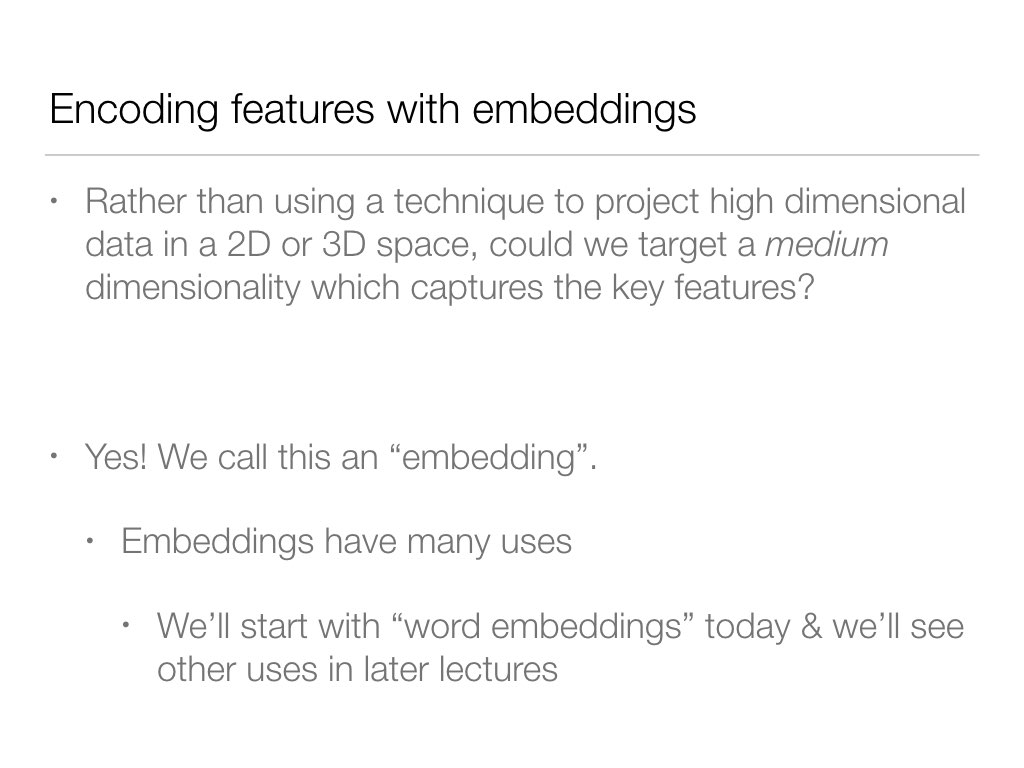 Encoding features with embeddings
• Rather than using a technique to project high dimensional
data in a 2D or 3D space, could we target a medium
dimensionality which captures the key features?
• Yes! We call this an “embedding”.
• Embeddings have many uses
• We’ll start with “word embeddings” today & we’ll see
other uses in later lectures